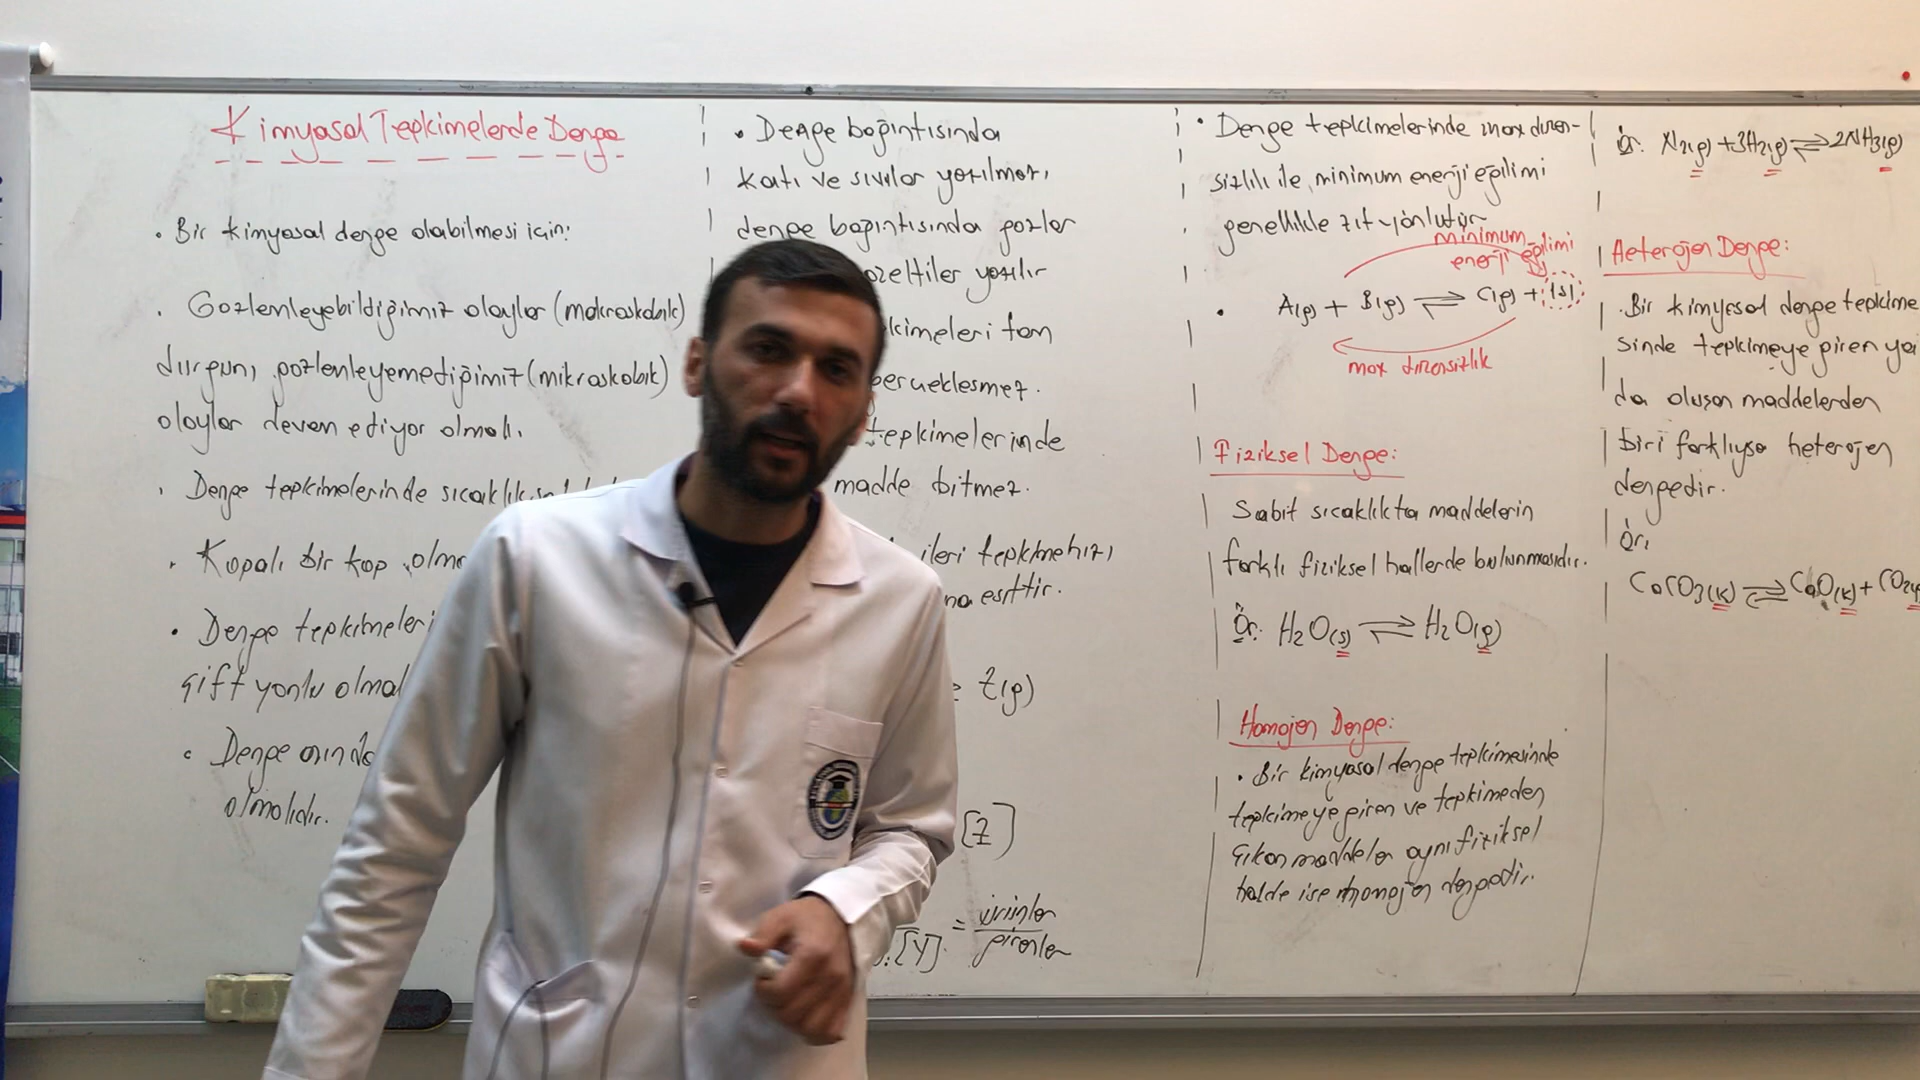 Kimyasal Tepkimelerde Denge
• Bir kimyasal denge olabilmesi için:
• Gözlemleyebildiğimiz olaylar (makroskobik)
durgun, gözlenleyemediğimiz (mikroskobik)
olaylar devam ediyor olmalı.
• Denge tepkimelerinde sıcaklık
• Kapalı bir kap olma
• Denge tepkimeleri
çift yönlü olmal
• Denge anında
olmalıdır.
• Denge bağıntısında
katı ve sıvılar yazılmaz,
denge bağıntısında gazlar
özeltiler yazılır
kimeleri tam
gerçekleşmez.
tepkimelerinde
madde bitmez.
ileri tepkime hızı,
na eşittir.
Z(g)
[Z]
.[Y] = ürünler
girenler
• Denge tepkimelerinde max düzen-
sizlik ile, minimum enerji eğilimi
genellikle zıt yönlüdür
minimum
enerji eğilimi
• A(g) + B(g) ⇌ C(g) + ısı
max düzensizlik
Fiziksel Denge:
Sabit sıcaklıkta maddelerin
farklı fiziksel hallerde bulunmasıdır.
Ör: H2O(s) ⇌ H2O(g)
Homojen Denge:
• Bir kimyasal denge tepkimesinde
tepkimeye giren ve tepkimeden
çıkan maddeler aynı fiziksel
halde ise homojen dengedir.
Ör: N2(g) + 3H2(g) ⇌ 2NH3(g)
Heterojen Denge:
• Bir kimyasal denge tepkime
sinde tepkimeye giren ya
da oluşan maddelerden
biri farklıysa heterojen
dengedir.
Ör:
CaCO3(k) ⇌ CaO(k) + CO2(g